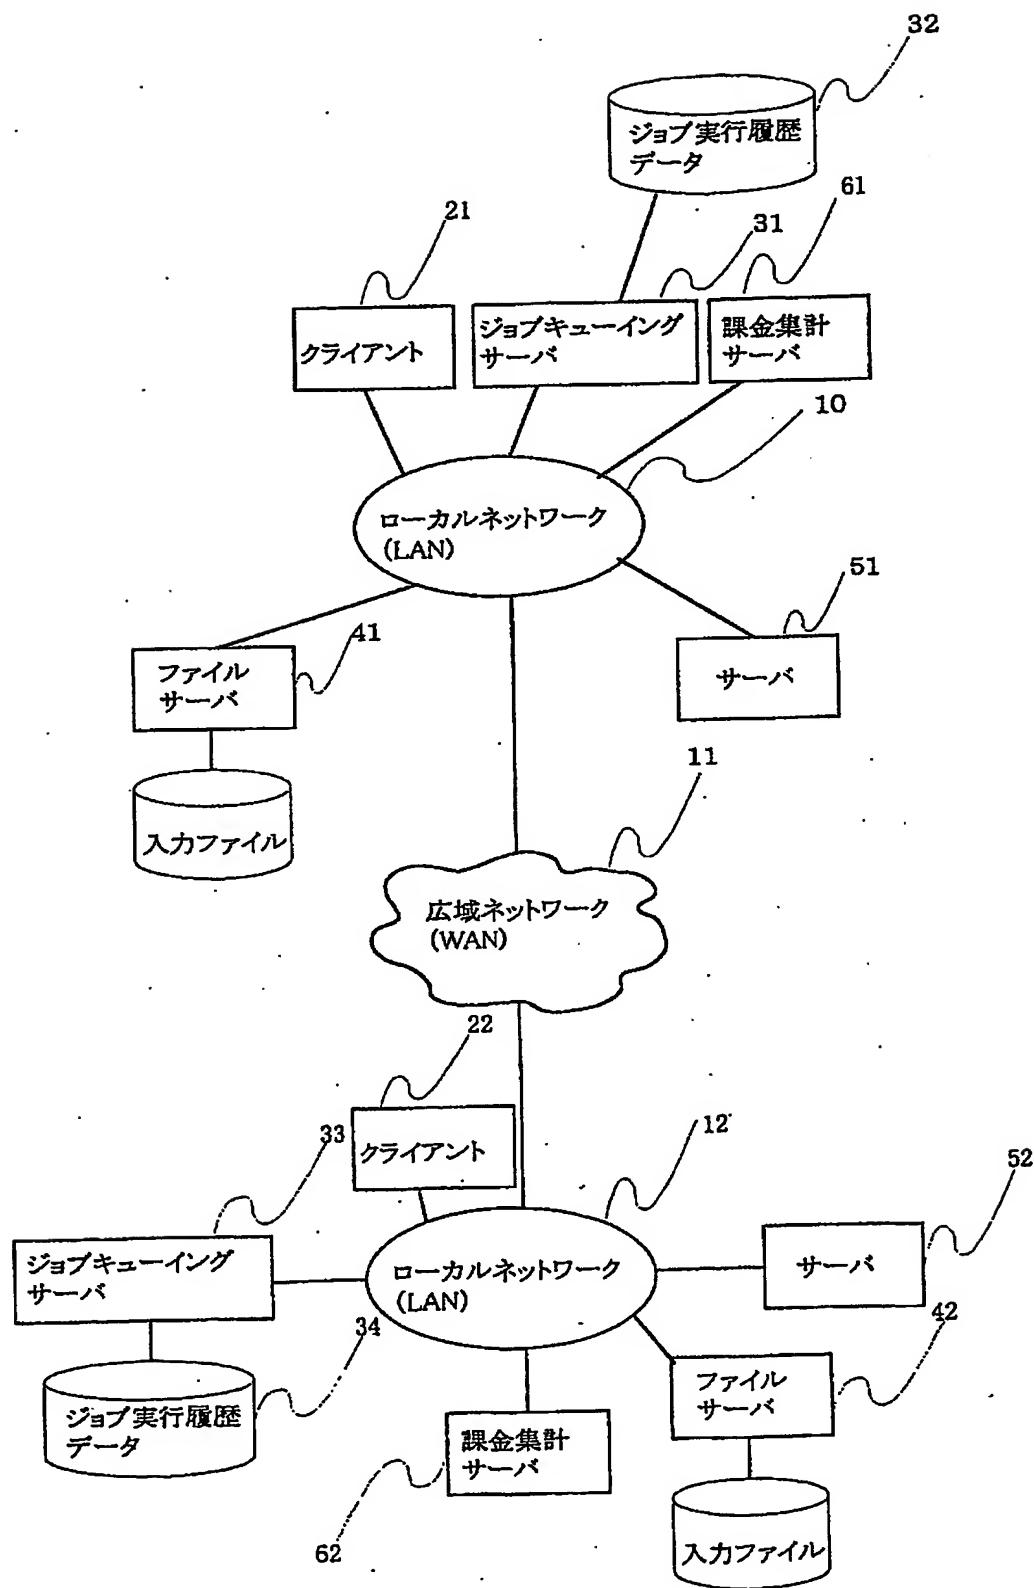 32
ジョブ実行履歴
データ
21
31
61
クライアント
ジョブキューイング
サーバ
課金集計
サーバ
10
ローカルネットワーク
(LAN)
51
41
ファイル
サーバ
サーバ
11
入力ファイル
広域ネットワーク
(WAN)
22
33
クライアント
12
52
ジョブキューイング
サーバ
ローカルネットワーク
(LAN)
サーバ
34
42
ジョブ実行履歴
データ
ファイル
サーバ
課金集計
サーバ
62
入力ファイル